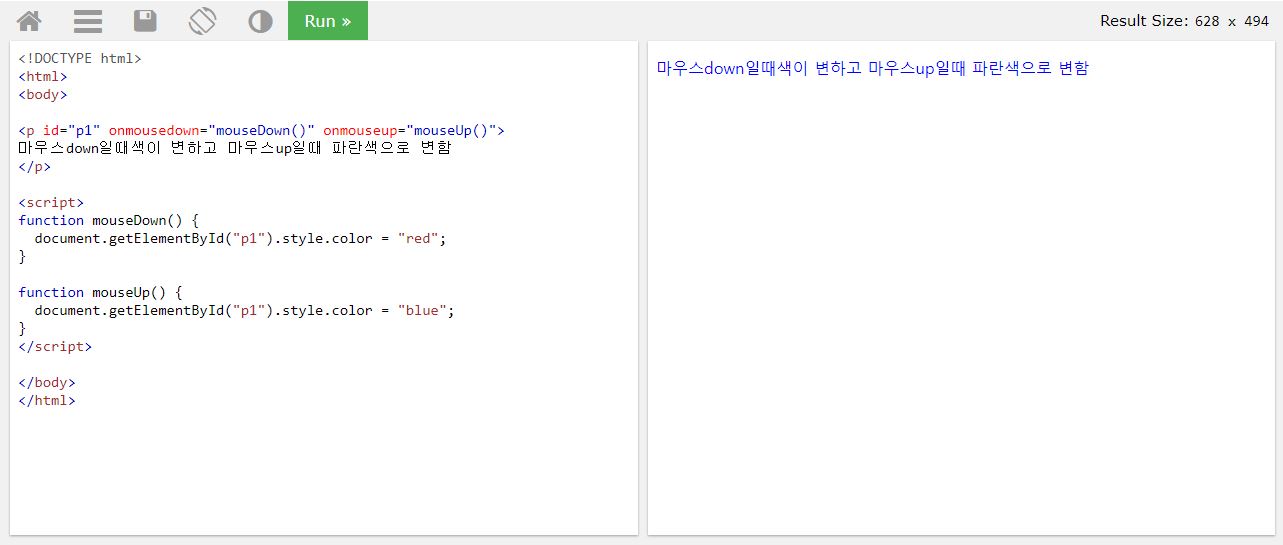 Run »
Result Size: 628 x 494
<!DOCTYPE html>
<html>
<body>
<p id="p1" onmousedown="mouseDown()" onmouseup="mouseUp()">
마우스down일때색이 변하고 마우스up일때 파란색으로 변함
</p>
<script>
function mouseDown() {
  document.getElementById("p1").style.color = "red";
}
function mouseUp() {
  document.getElementById("p1").style.color = "blue";
}
</script>
</body>
</html>
마우스down일때색이 변하고 마우스up일때 파란색으로 변함